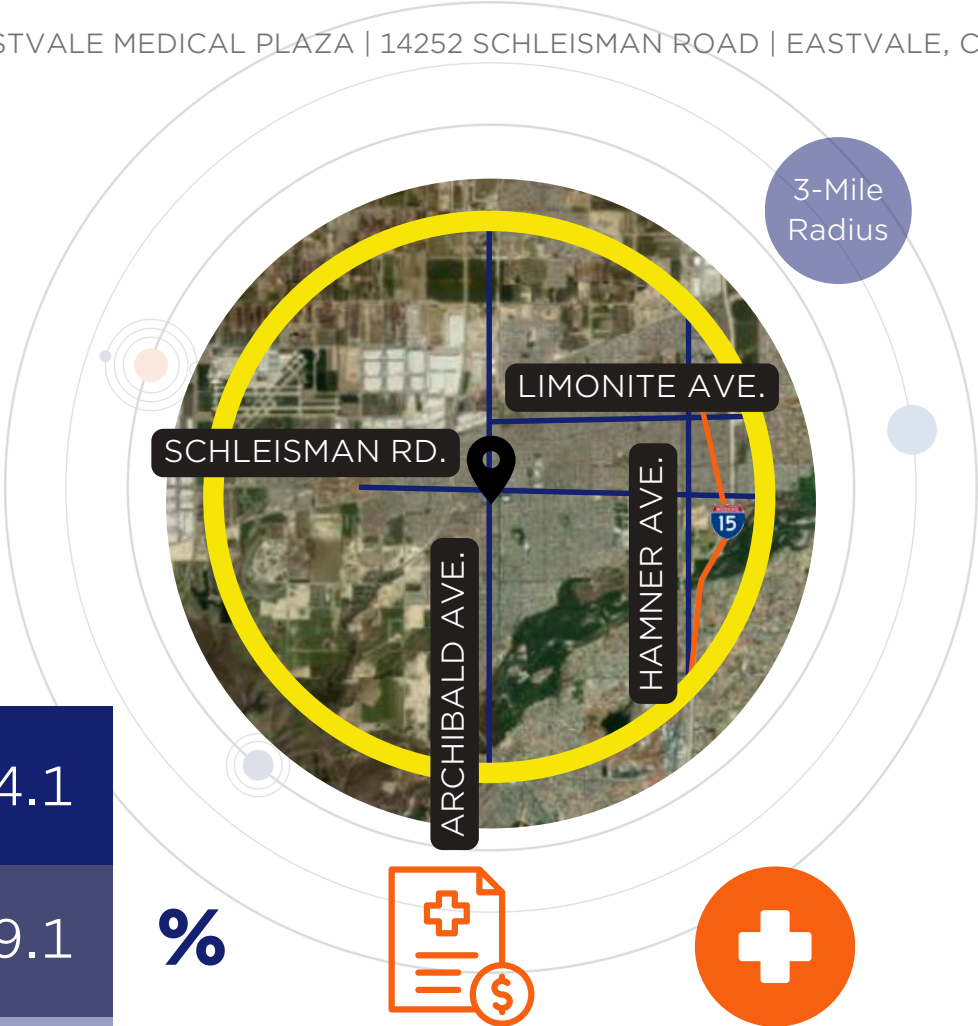 MEDICAL PLAZA | 14252 SCHLEISMAN ROAD | EASTVALE,
3-Mile
Radius
LIMONITE AVE.
SCHLEISMAN RD.
HAMNER AVE.
15
ARCHIBALD AVE.
4.1
9.1
%
$